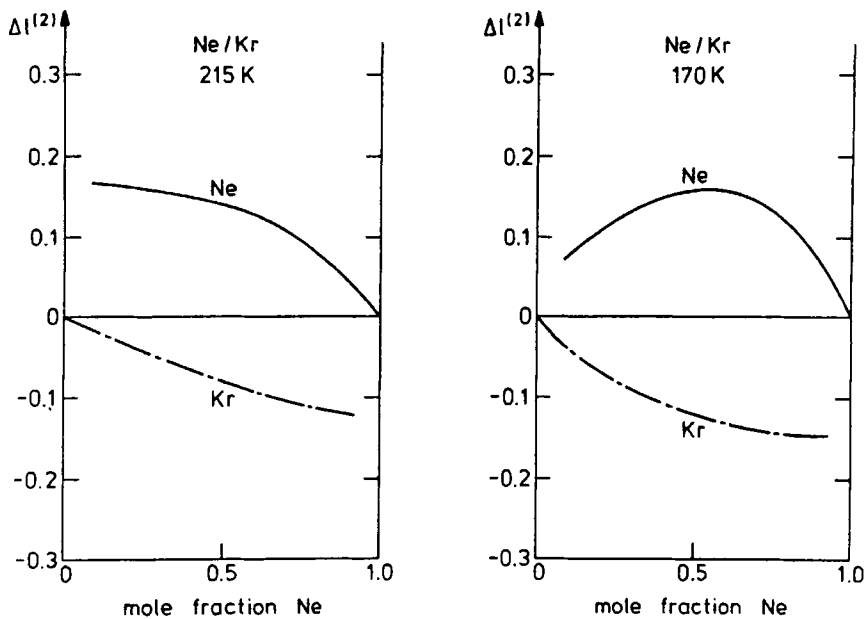 Δl⁽²⁾
Ne/Kr
215 K
0.3
0.2
0.1
0
-0.1
-0.2
-0.3
Ne
Kr
0
0.5
1.0
mole fraction Ne
Δl⁽²⁾
Ne/Kr
170 K
0.3
0.2
0.1
0
-0.1
-0.2
-0.3
Ne
Kr
0
0.5
1.0
mole fraction Ne